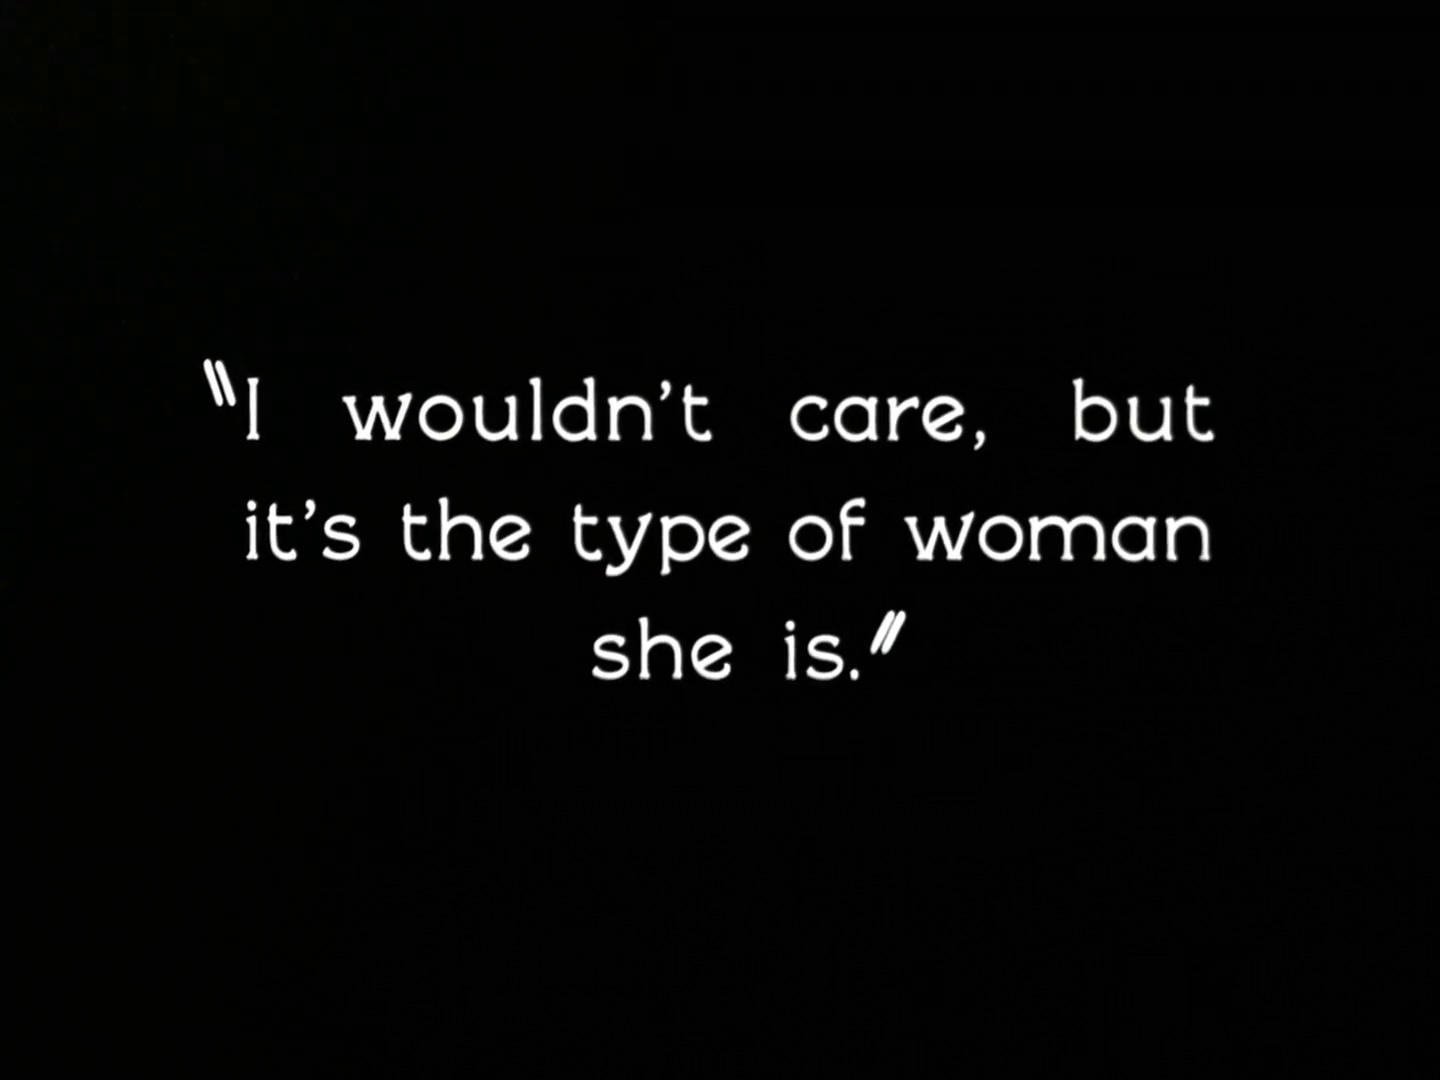 "I wouldn't care, but
it's the type of woman
she is."